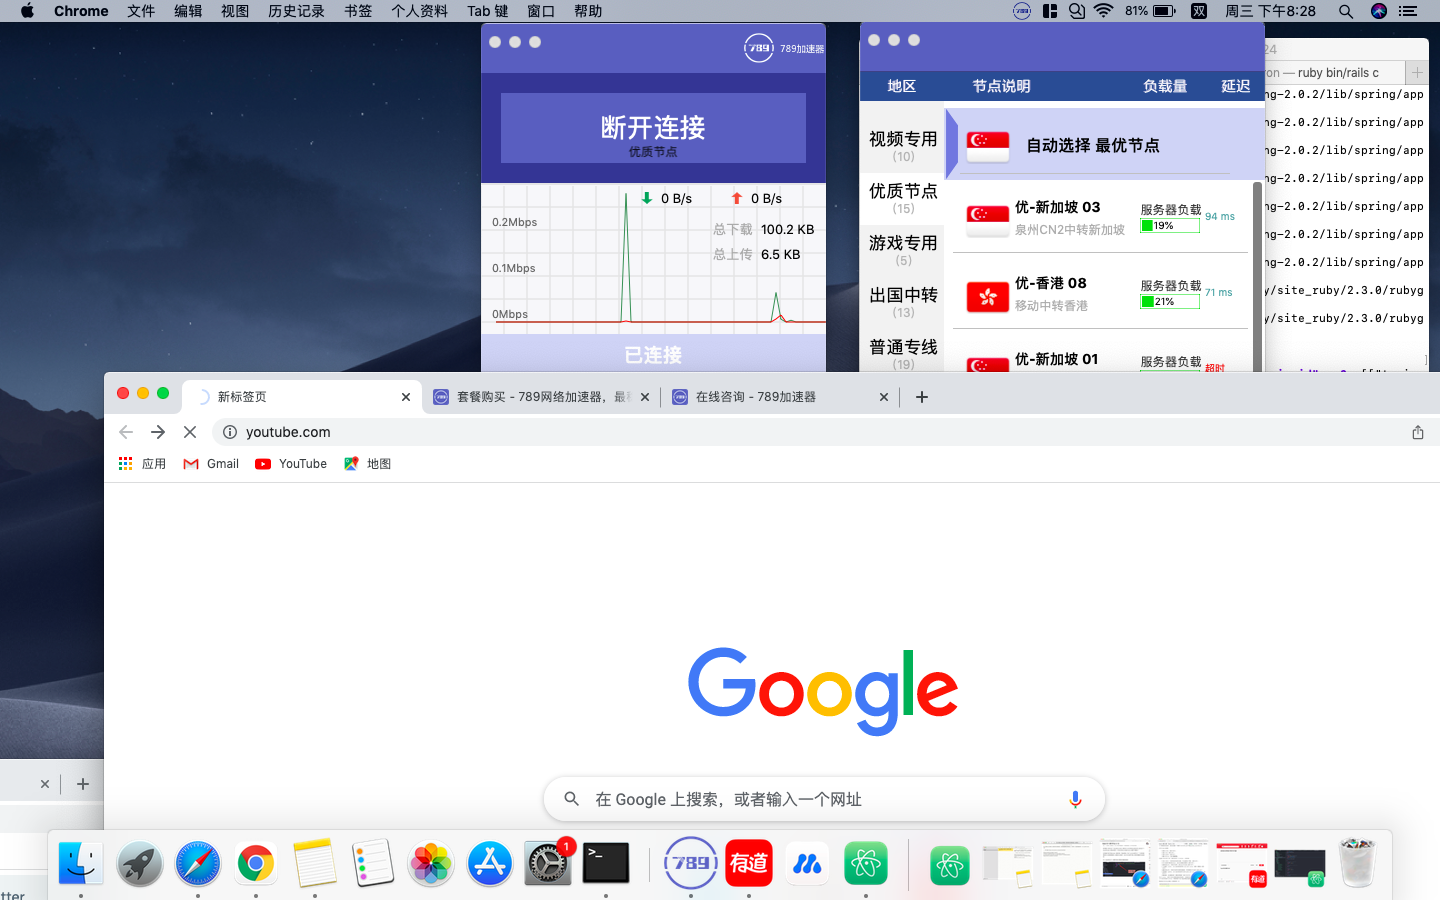 Chrome 文件 编辑 视图 历史记录 书签 个人资料 Tab 键 窗口 帮助
789 81% 双 周三 下午8:28
789 789加速器
断开连接
优质节点
0 B/s 0 B/s
0.2Mbps
总下载 100.2 KB
总上传 6.5 KB
0.1Mbps
0Mbps
已连接
地区 节点说明 负载量 延迟
视频专用
(10)
优质节点
(15)
游戏专用
(5)
出国中转
(13)
普通专线
(19)
自动选择 最优节点
优-新加坡 03
泉州CN2中转新加坡
服务器负载
19%
94 ms
优-香港 08
移动中转香港
服务器负载
21%
71 ms
优-新加坡 01
服务器负载
超时
24
on — ruby bin/rails c
ng-2.0.2/lib/spring/app
ng-2.0.2/lib/spring/app
ng-2.0.2/lib/spring/app
ng-2.0.2/lib/spring/app
ng-2.0.2/lib/spring/app
ng-2.0.2/lib/spring/app
ng-2.0.2/lib/spring/app
y/site_ruby/2.3.0/rubyg
y/site_ruby/2.3.0/rubyg
新标签页
套餐购买 - 789网络加速器，最
在线咨询 - 789加速器
youtube.com
应用 Gmail YouTube 地图
Google
在 Google 上搜索，或者输入一个网址
1
>_
789
有道
有道
tter